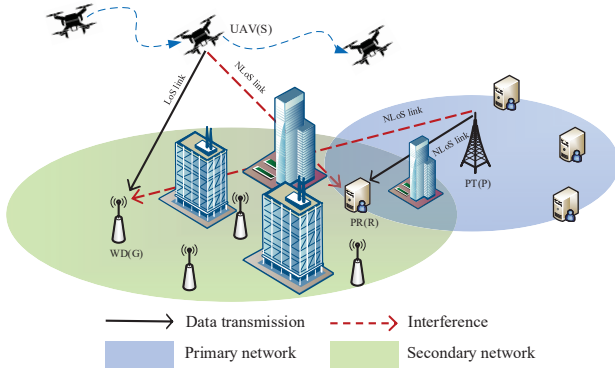 UAV(S)
LoS link
NLoS link
NLoS link
NLoS link
PT(P)
PR(R)
WD(G)
Data transmission
Interference
Primary network
Secondary network